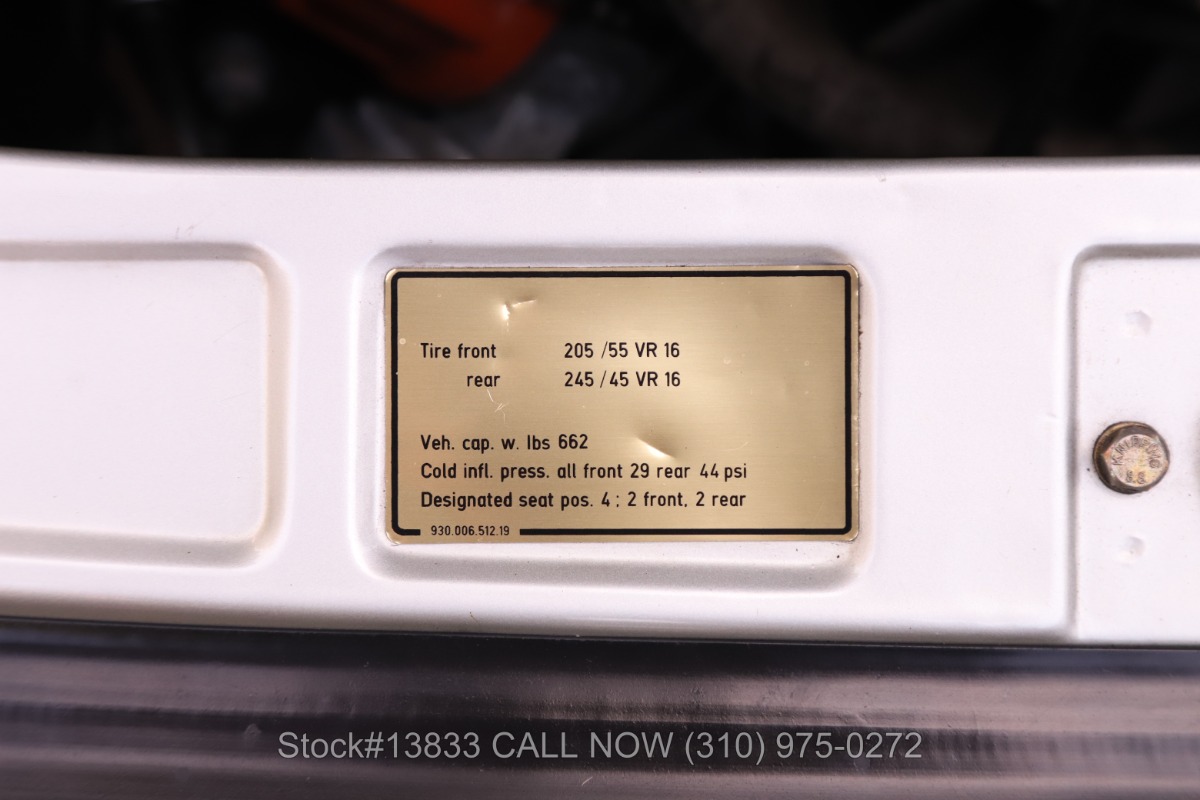 Tire front 205 /55 VR 16
rear 245 /45 VR 16
Veh. cap. w. lbs 662
Cold infl. press. all front 29 rear 44 psi
Designated seat pos. 4 ; 2 front, 2 rear
930.006.512.19
Stock#13833 CALL NOW (310) 975-0272